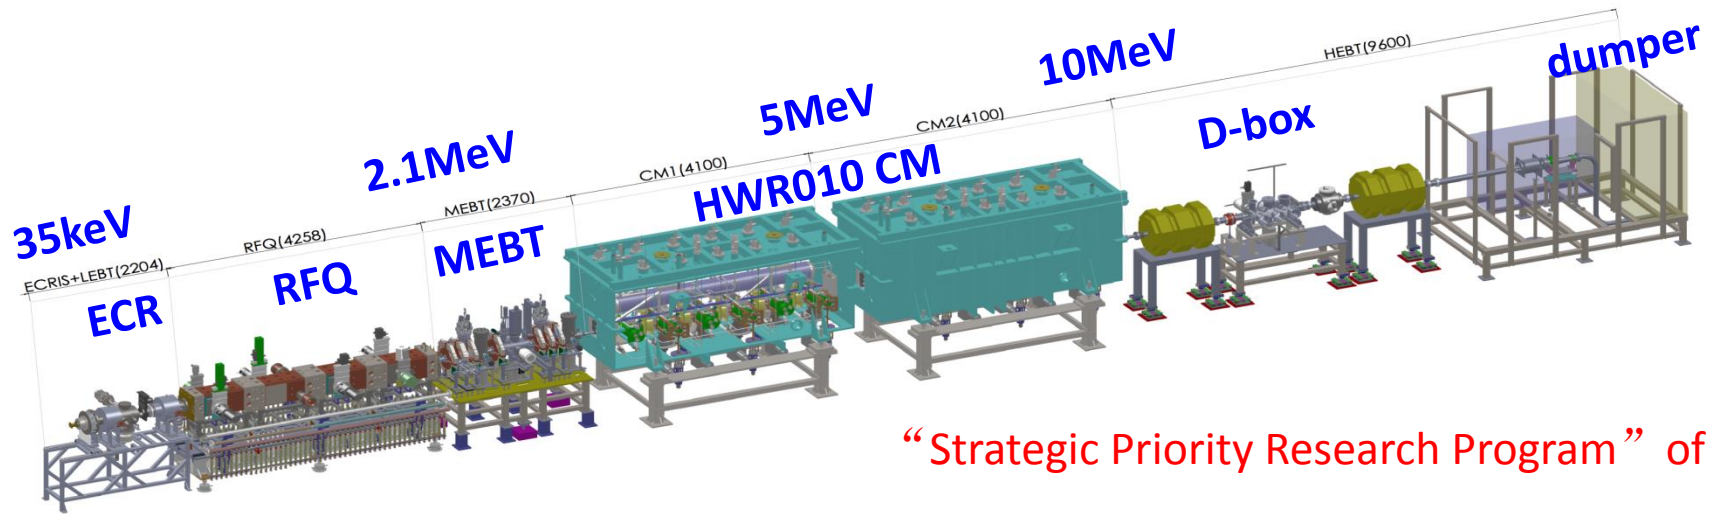 35keV
2.1MeV
5MeV
10MeV
dumper
ECRIS+LEBT(2204)
RFQ(4258)
MEBT(2370)
CM1(4100)
CM2(4100)
HEBT(9600)
ECR
RFQ
MEBT
HWR010 CM
D-box
“Strategic Priority Research Program” of